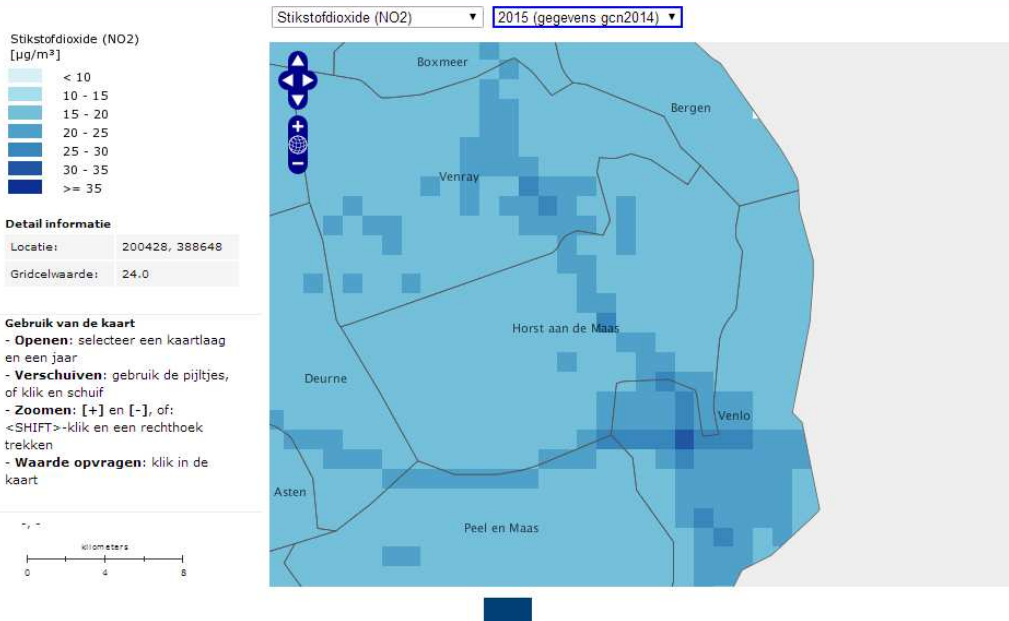 Stikstofdioxide (NO2)
2015 (gegevens gcn2014)
Stikstofdioxide (NO2)
[µg/m³]
< 10
10 - 15
15 - 20
20 - 25
25 - 30
30 - 35
>= 35
Detail informatie
Locatie: 200428, 388648
Gridcelwaarde: 24.0
Gebruik van de kaart
- Openen: selecteer een kaartlaag
en een jaar
- Verschuiven: gebruik de pijltjes,
of klik en schuif
- Zoomen: [+] en [-], of:
<SHIFT>-klik en een rechthoek
trekken
- Waarde opvragen: klik in de
kaart
-, -
kilometers
0 4 8
Boxmeer
Bergen
Venray
Horst aan de Maas
Deurne
Venlo
Asten
Peel en Maas